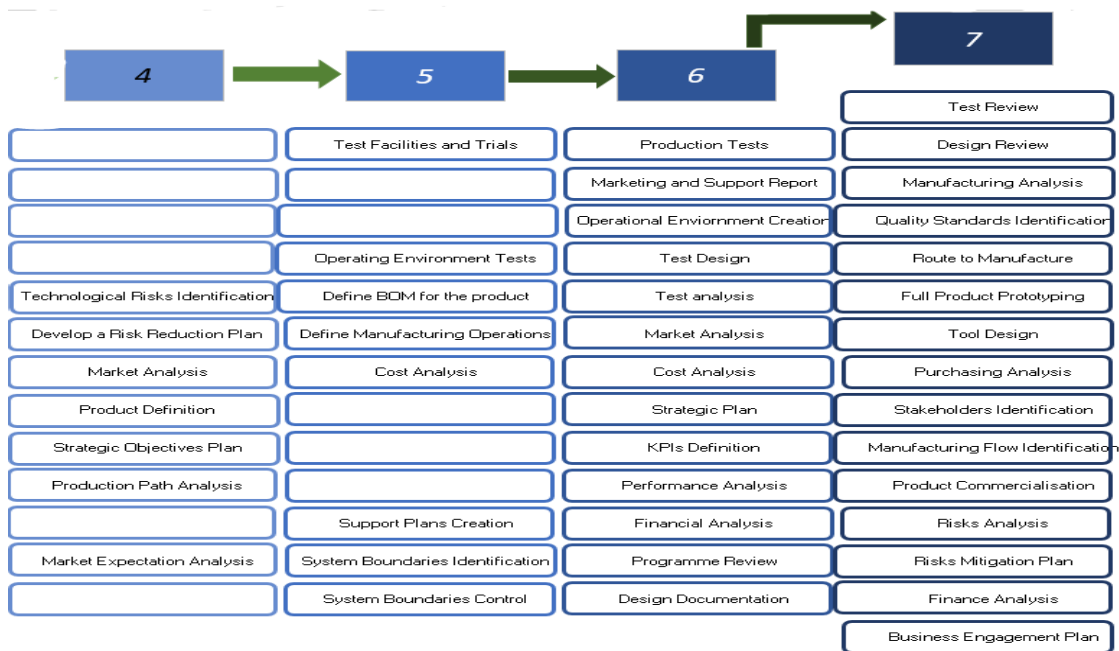 4
5
6
7
Technological Risks Identification
Develop a Risk Reduction Plan
Market Analysis
Product Definition
Strategic Objectives Plan
Production Path Analysis
Market Expectation Analysis
Test Facilities and Trials
Operating Environment Tests
Define BOM for the product
Define Manufacturing Operations
Cost Analysis
Support Plans Creation
System Boundaries Identification
System Boundaries Control
Production Tests
Marketing and Support Report
Operational Enviornment Creation
Test Design
Test analysis
Market Analysis
Cost Analysis
Strategic Plan
KPIs Definition
Performance Analysis
Financial Analysis
Programme Review
Design Documentation
Test Review
Design Review
Manufacturing Analysis
Quality Standards Identification
Route to Manufacture
Full Product Prototyping
Tool Design
Purchasing Analysis
Stakeholders Identification
Manufacturing Flow Identification
Product Commercialisation
Risks Analysis
Risks Mitigation Plan
Finance Analysis
Business Engagement Plan